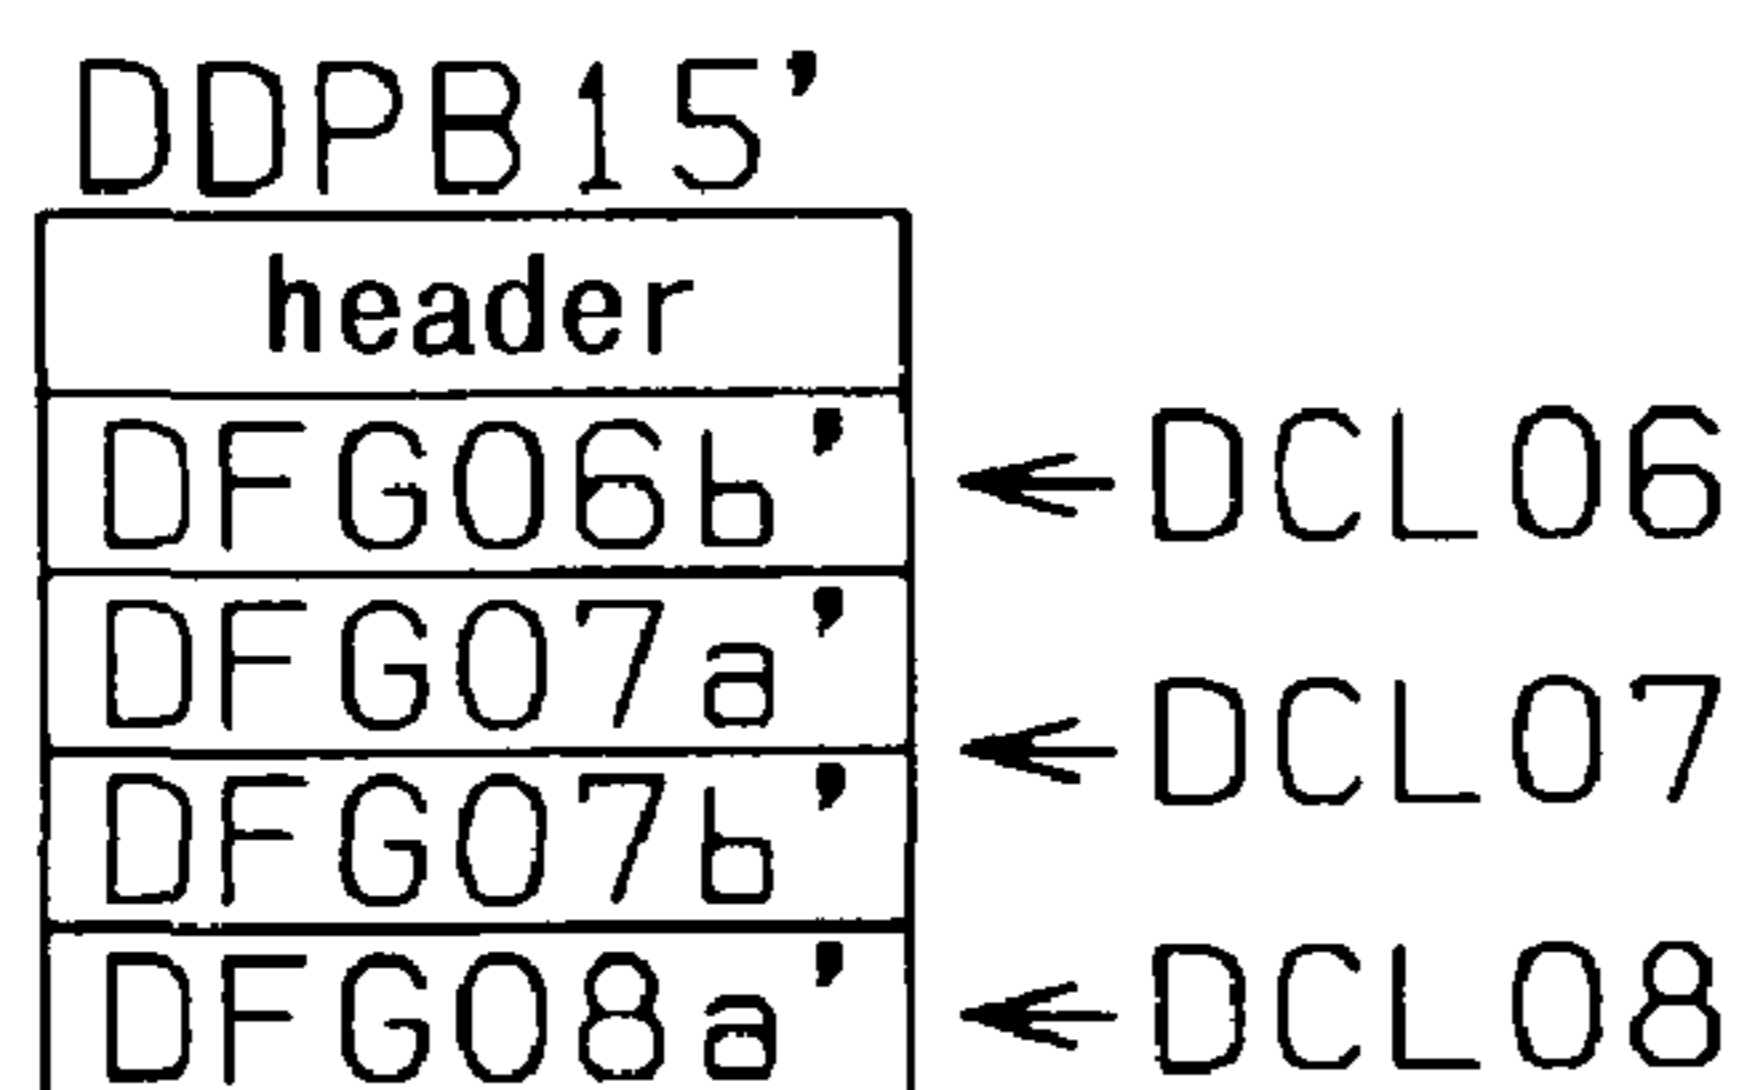 DDPB15'
header
DFG06b' ← DCL06
DFG07a'
← DCL07
DFG07b'
DFG08a' ← DCL08